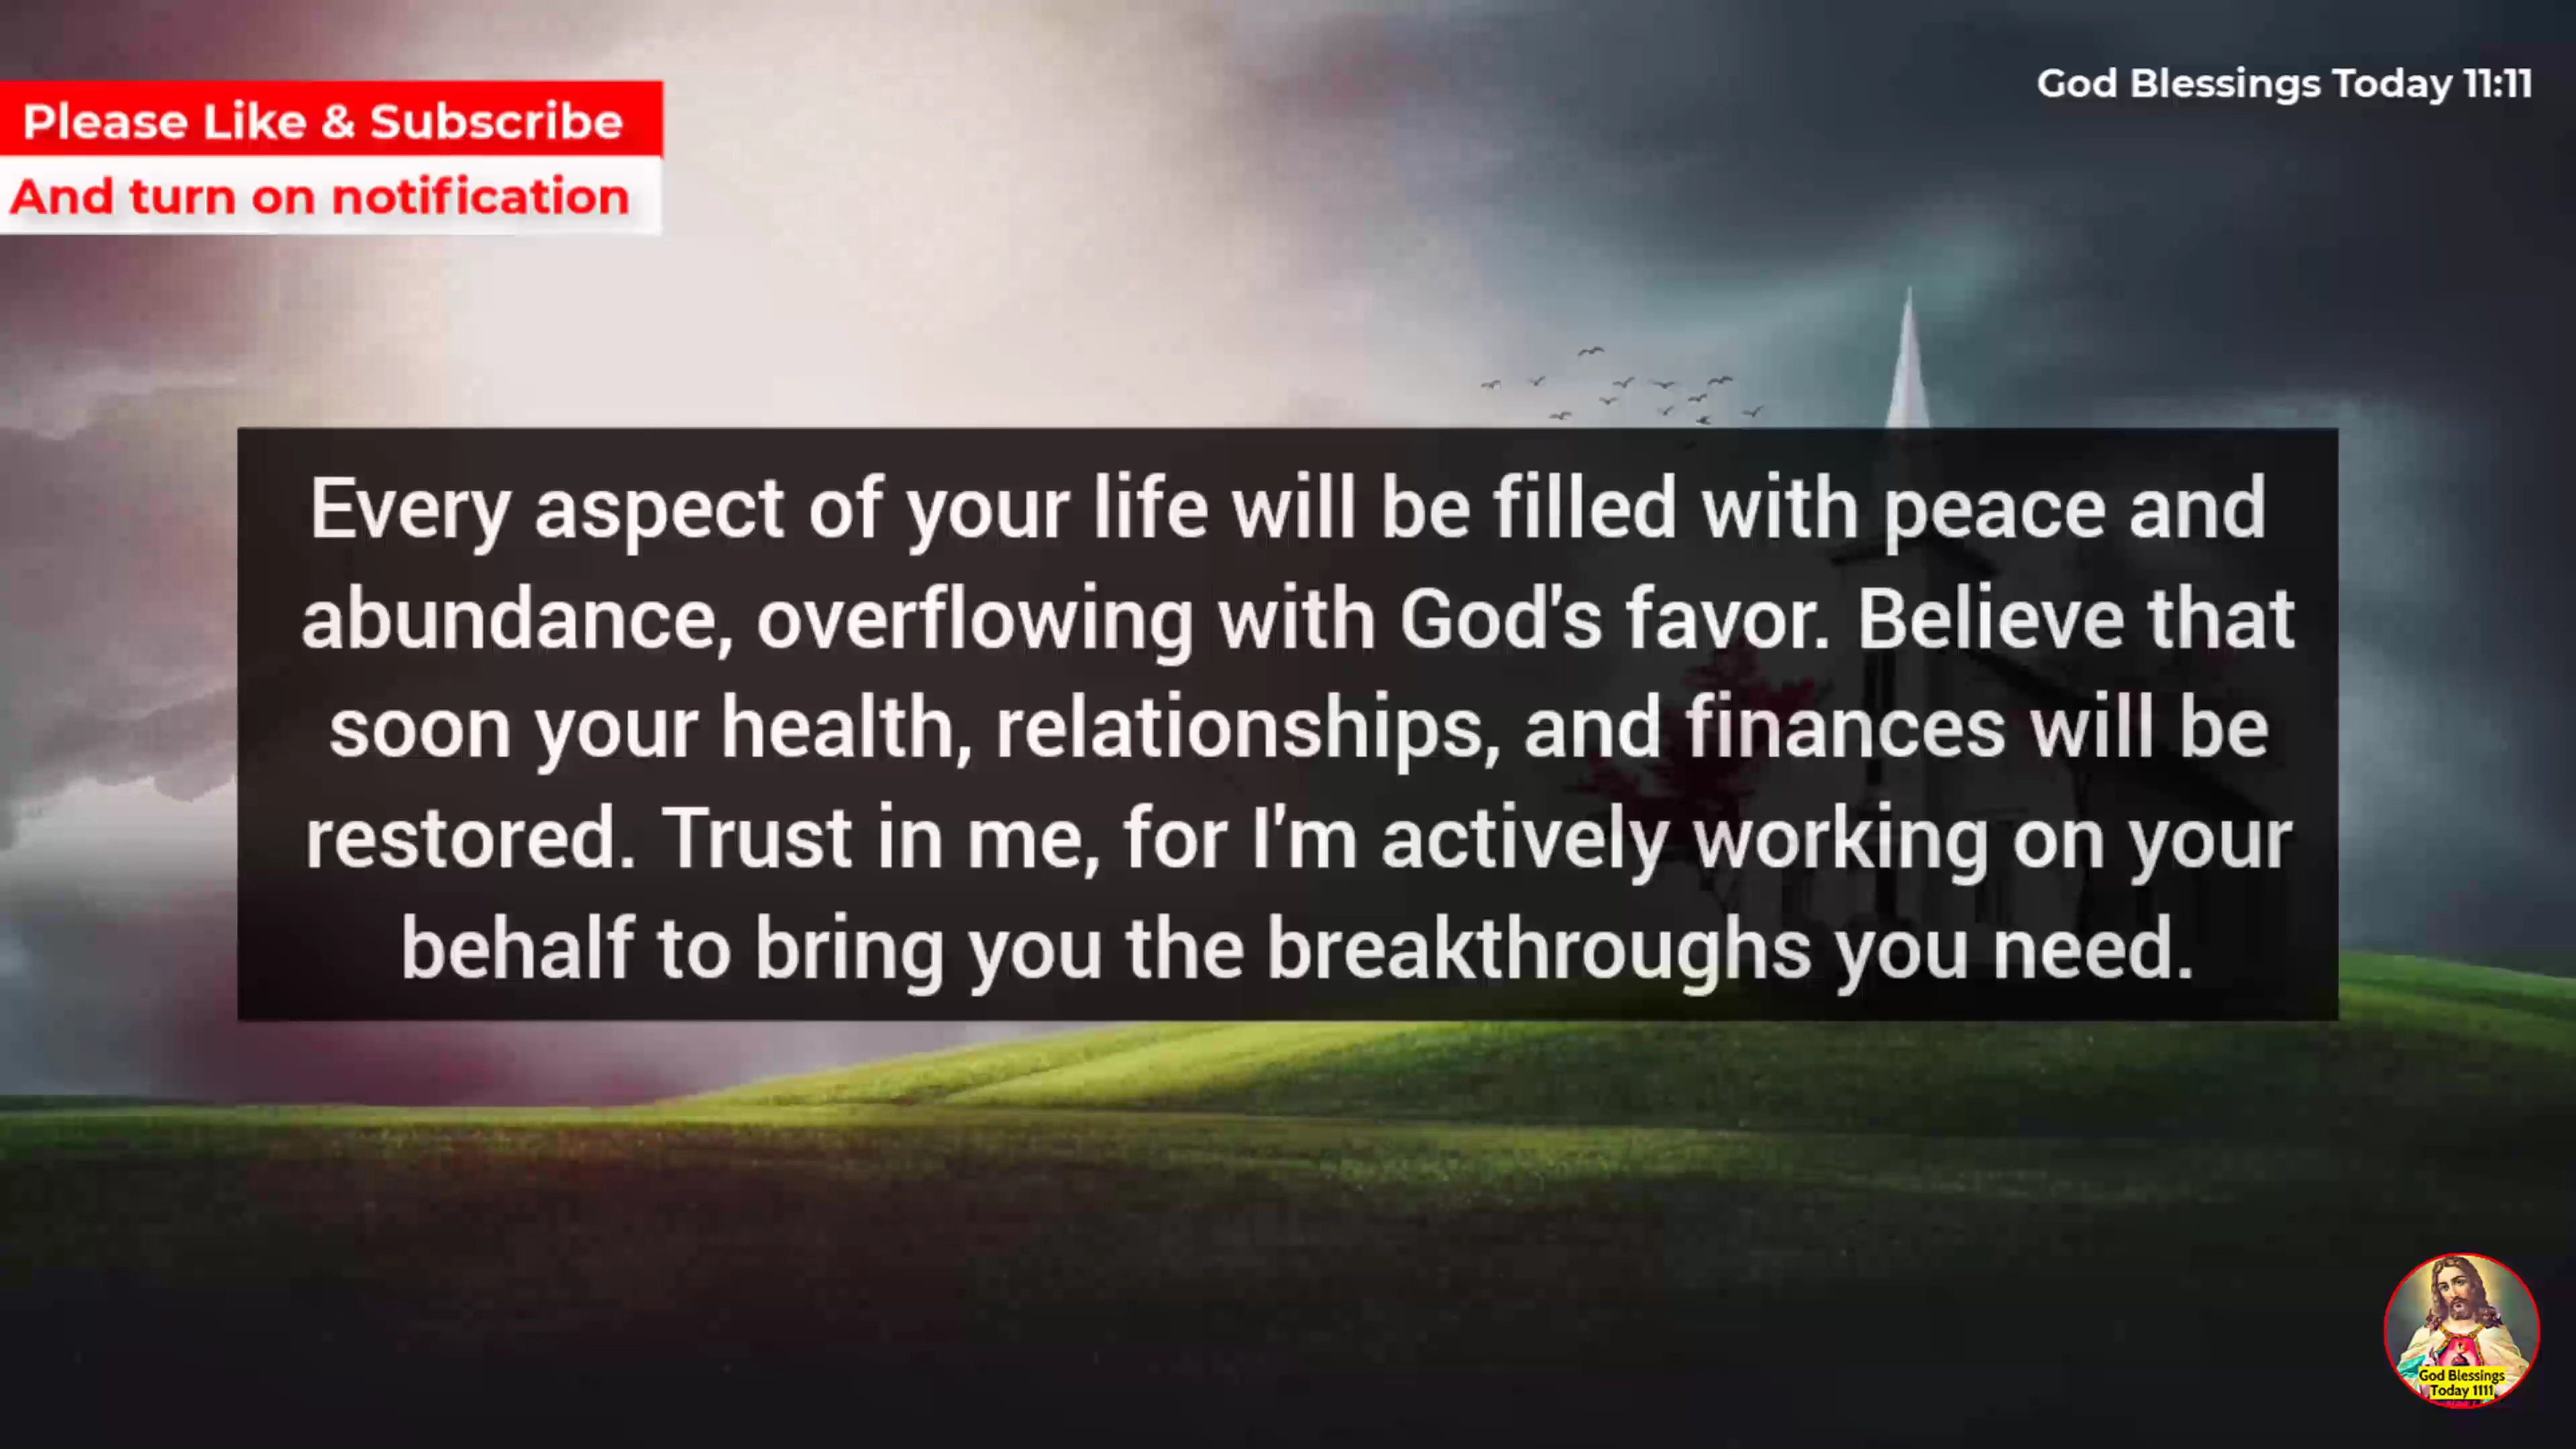 Please Like & Subscribe
And turn on notification
God Blessings Today 11:11
Every aspect of your life will be filled with peace and
abundance, overflowing with God's favor. Believe that
soon your health, relationships, and finances will be
restored. Trust in me, for I'm actively working on your
behalf to bring you the breakthroughs you need.
God Blessings
Today 1111